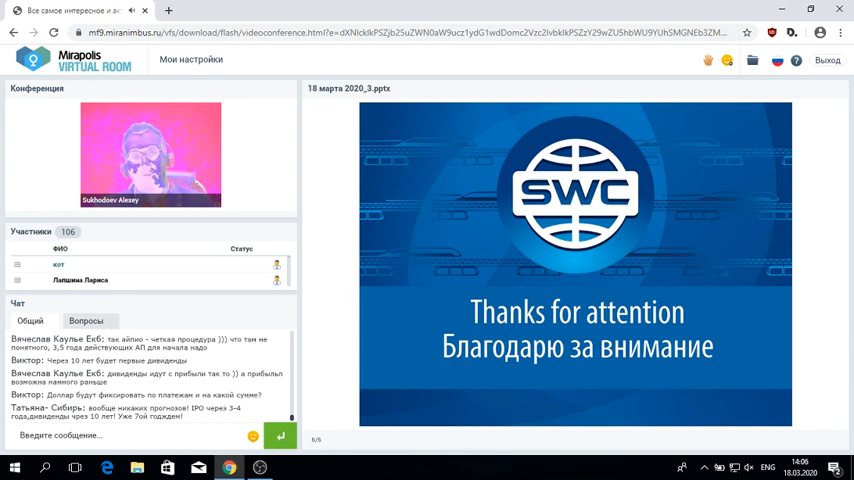 Все самое интересное и ак
mf9.miranimbus.ru/vfs/download/flash/videoconference.html?e=dXNlcklkPSZjb25uZWN0aW9ucz1ydG1wdDomc2Vzc2lvbklkPSZzY29wZU5hbWU9YUhSMGNEb3ZM...
Mirapolis
VIRTUAL ROOM
Мои настройки
Выход
Конференция
Sukhodoev Alexey
Участники 106
ФИО Статус
кот
Лапшина Лариса
Чат
Общий Вопросы
Вячеслав Каулье Екб: так айпио - четкая процедура ))) что там не
понятного, 3,5 года действующих АП для начала надо
Виктор: Через 10 лет будет первые дивиденды
Вячеслав Каулье Екб: дивиденды идут с прибыли так то )) а прибыльл
возможна намного раньше
Виктор: Доллар будут фиксировать по платежам и на какой сумме?
Татьяна- Сибирь: вообще никаких прогнозов! IPO через 3-4
года,дивиденды чрез 10 лет! Уже 7ой годждем!
Введите сообщение...
18 марта 2020_3.pptx
SWC
Thanks for attention
Благодарю за внимание
6/6
ENG
14:06
18.03.2020
2